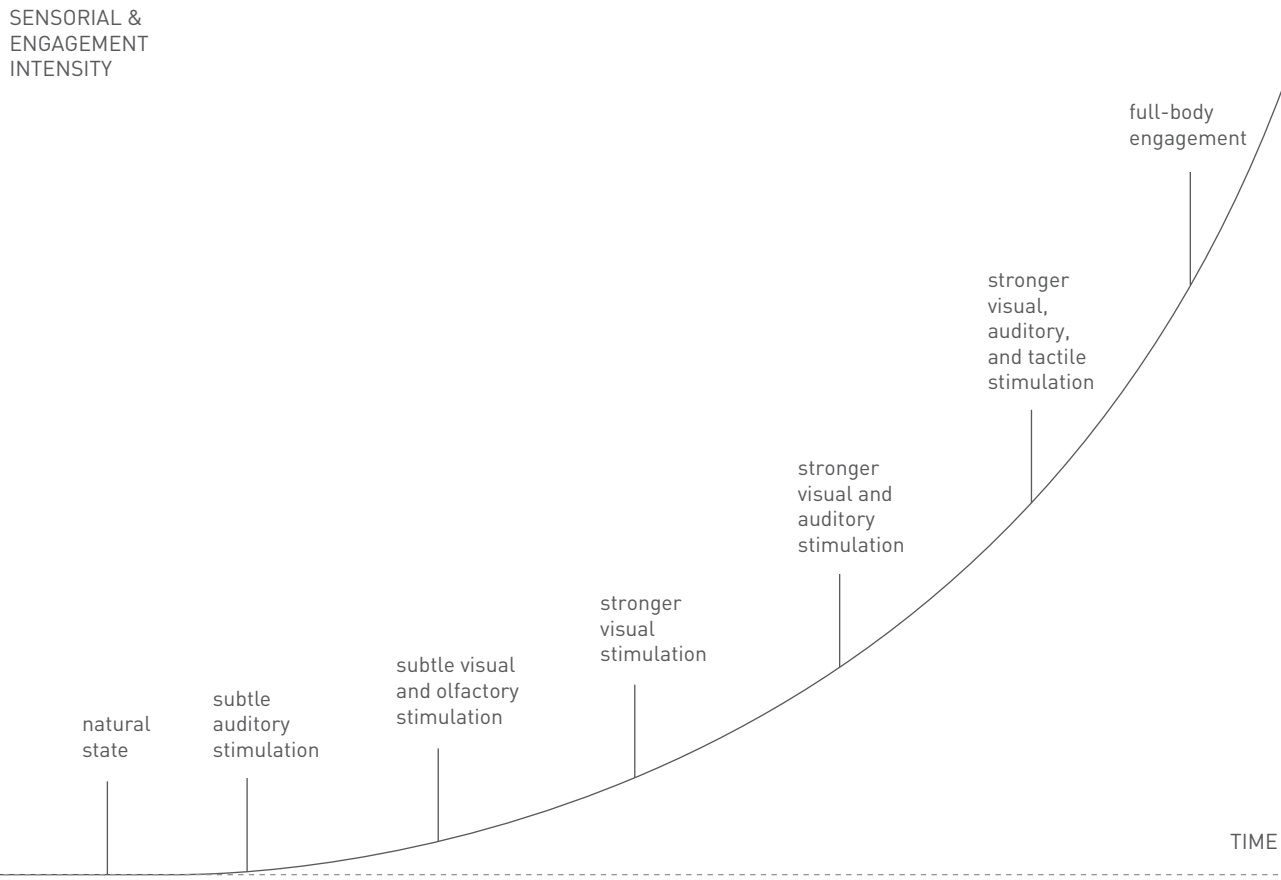 SENSORIAL &
ENGAGEMENT
INTENSITY
full-body
engagement
stronger
visual,
auditory,
and tactile
stimulation
stronger
visual and
auditory
stimulation
stronger
visual
stimulation
subtle visual
and olfactory
stimulation
subtle
auditory
stimulation
natural
state
TIME